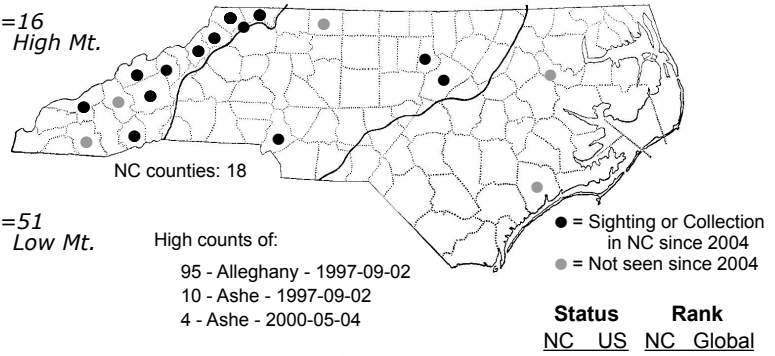 =16
High Mt.
NC counties: 18
=51
Low Mt.
High counts of:
95 - Alleghany - 1997-09-02
10 - Ashe - 1997-09-02
4 - Ashe - 2000-05-04
= Sighting or Collection
in NC since 2004
= Not seen since 2004
Status Rank
NC US NC Global